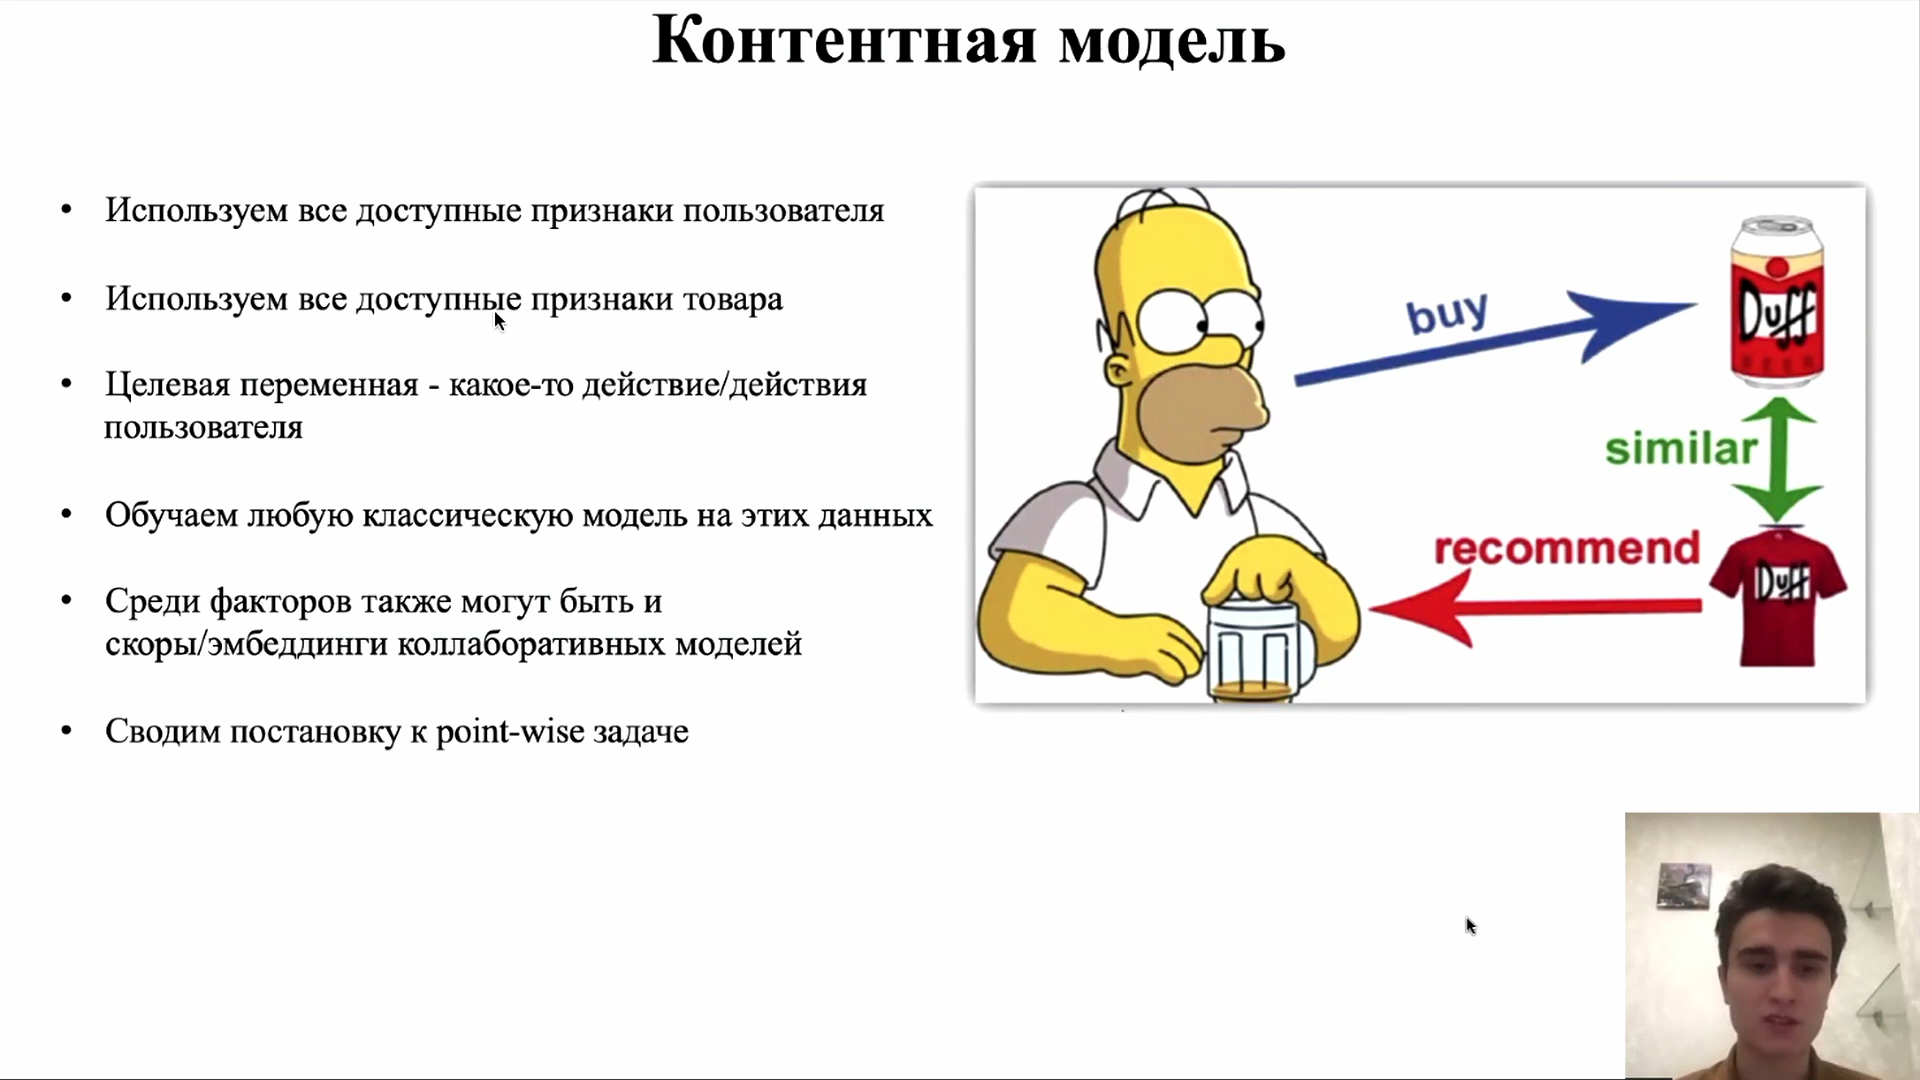 Контентная модель
• Используем все доступные признаки пользователя
• Используем все доступные признаки товара
• Целевая переменная - какое-то действие/действия
пользователя
• Обучаем любую классическую модель на этих данных
• Среди факторов также могут быть и
скоры/эмбеддинги коллаборативных моделей
• Сводим постановку к point-wise задаче
buy
Duff
similar
recommend
Duff